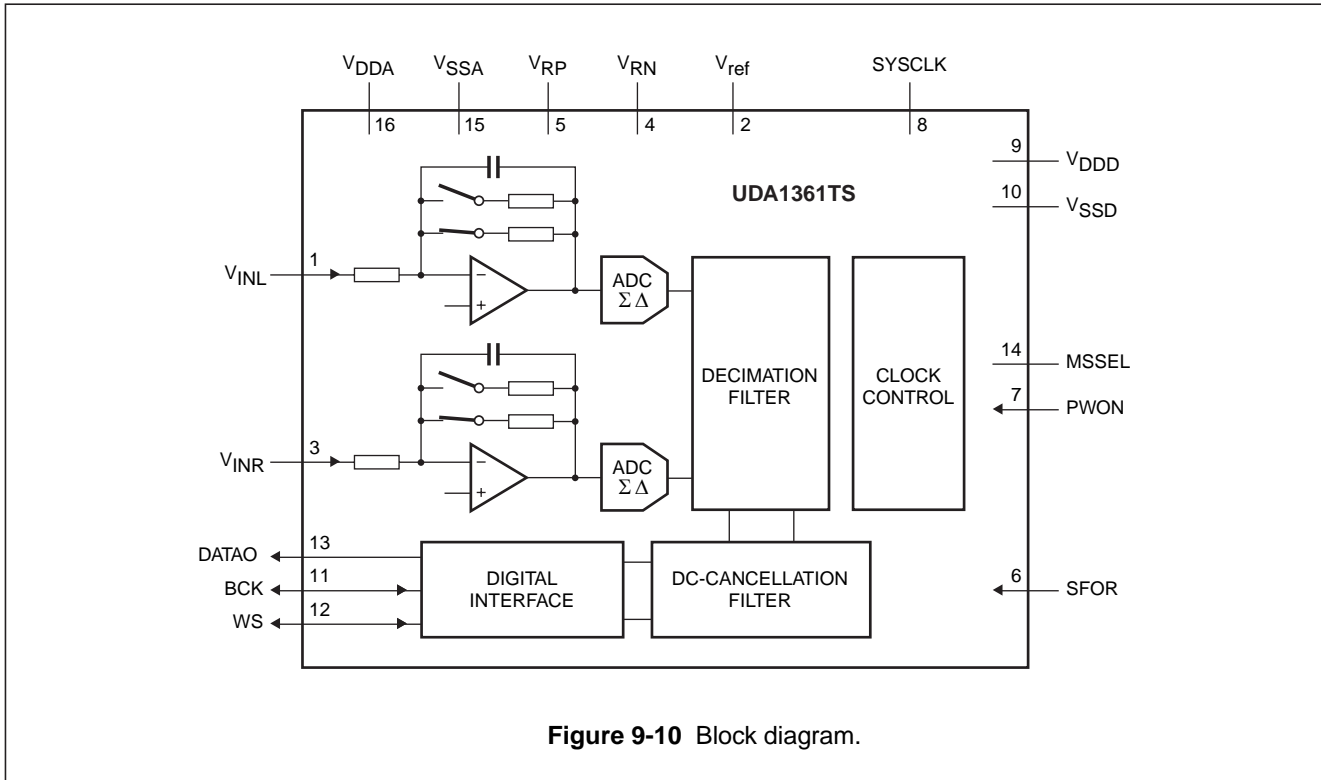 VDDA VSSA VRP VRN Vref SYSCLK
16 15 5 4 2 8
9 VDDD
UDA1361TS
10 VSSD
VINL 1
− +
ADC ΣΔ
VINR 3
− +
ADC ΣΔ
DECIMATION
FILTER
CLOCK
CONTROL
14 MSSEL
7 PWON
DATAO 13
BCK 11
WS 12
DIGITAL
INTERFACE
DC-CANCELLATION
FILTER
6 SFOR
Figure 9-10 Block diagram.